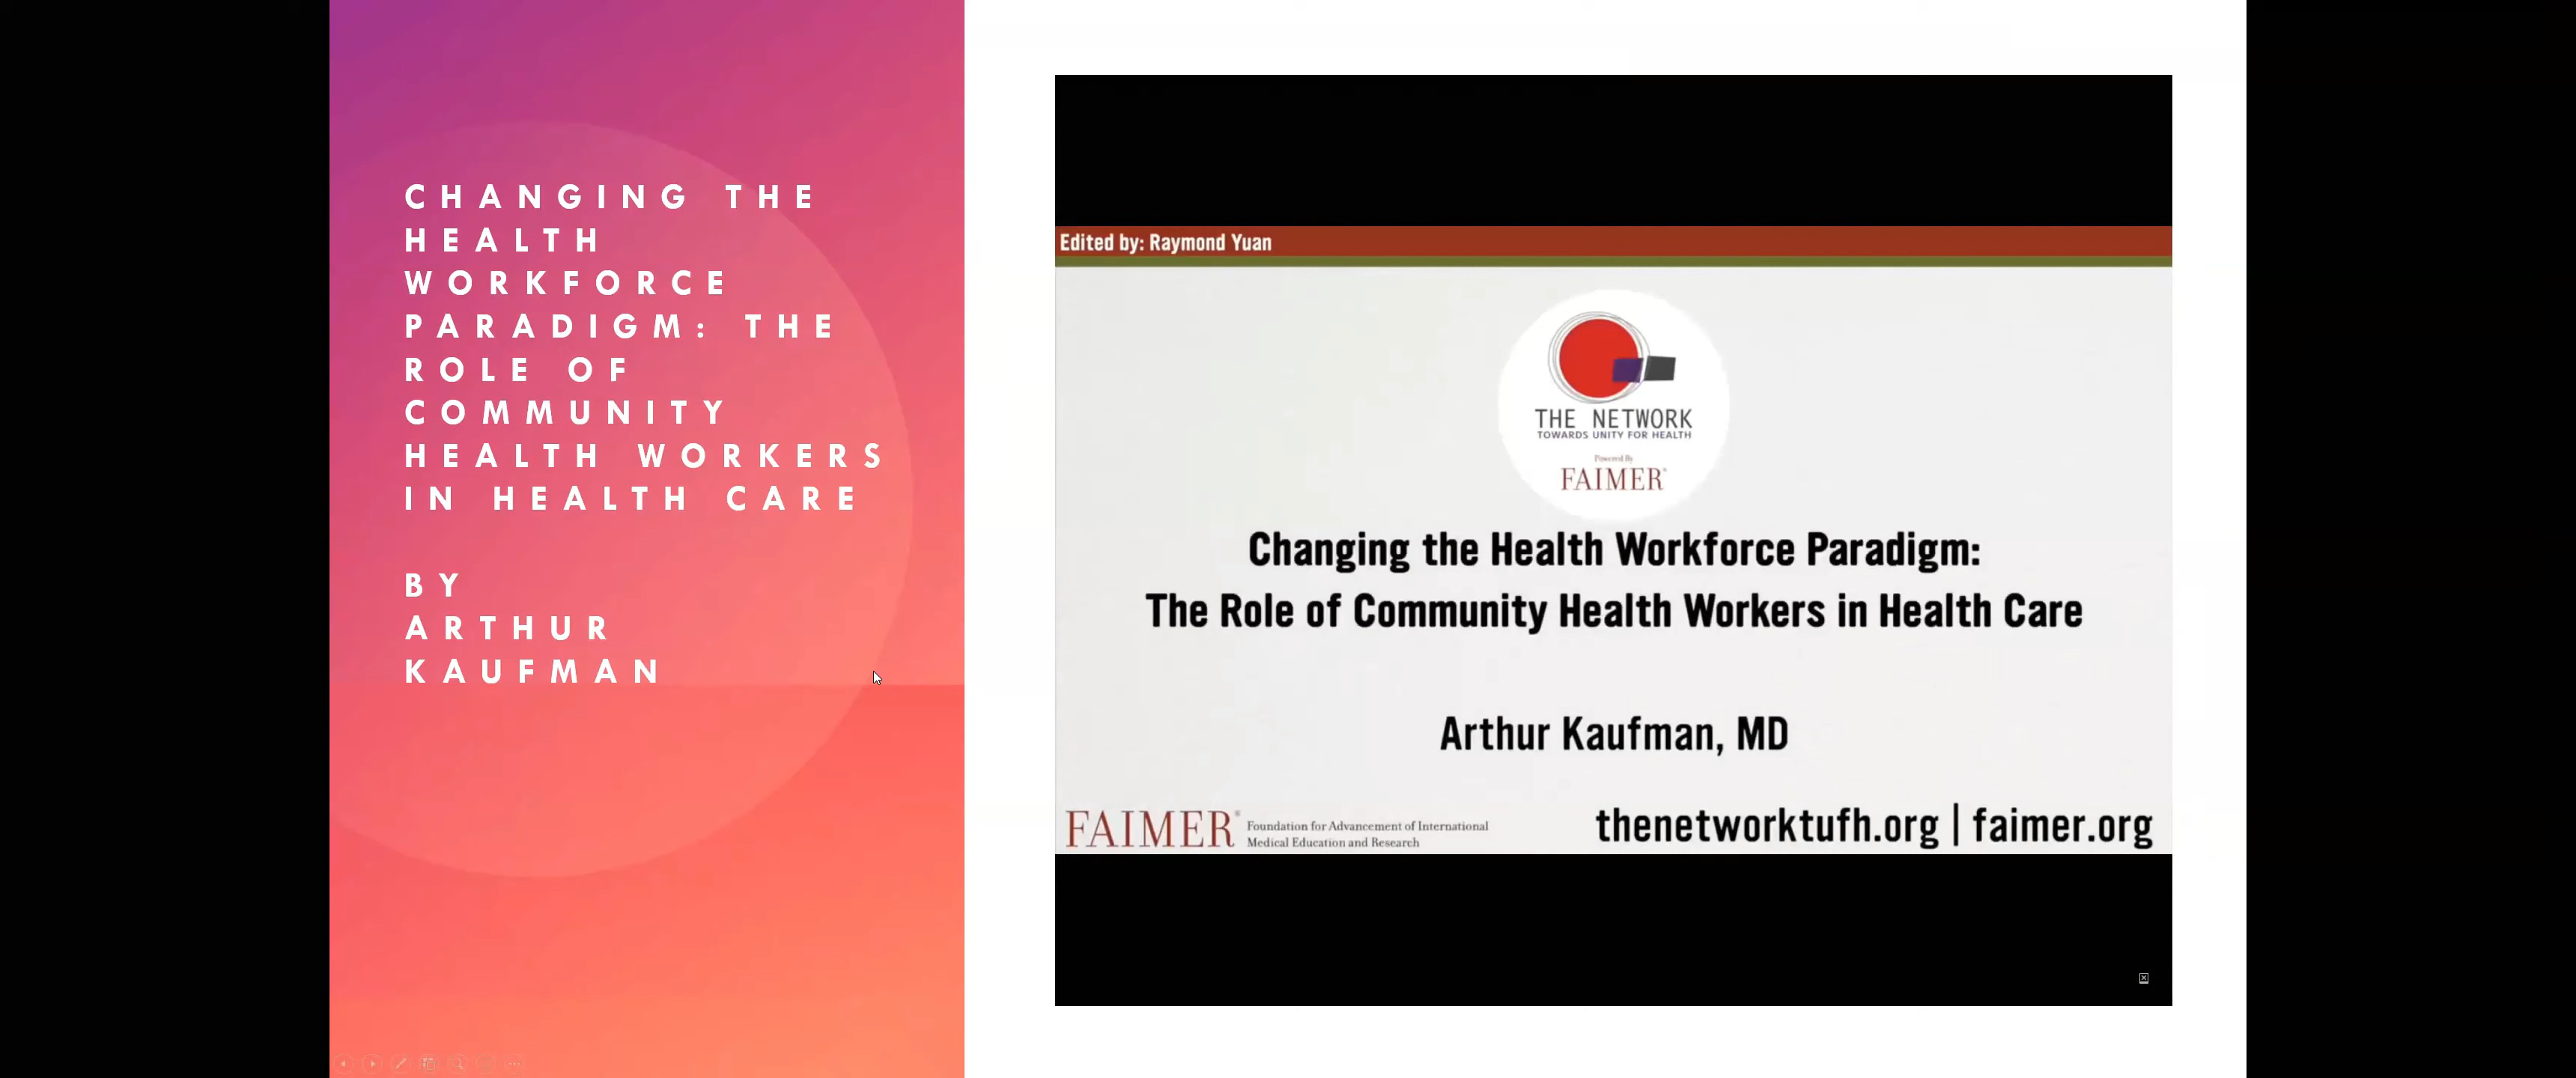 CHANGING THE
HEALTH
WORKFORCE
PARADIGM: THE
ROLE OF
COMMUNITY
HEALTH WORKERS
IN HEALTH CARE
BY
ARTHUR
KAUFMAN
Edited by: Raymond Yuan
THE NETWORK
TOWARDS UNITY FOR HEALTH
Powered By
FAIMER®
Changing the Health Workforce Paradigm:
The Role of Community Health Workers in Health Care
Arthur Kaufman, MD
FAIMER®
Foundation for Advancement of International
Medical Education and Research
thenetworktufh.org | faimer.org